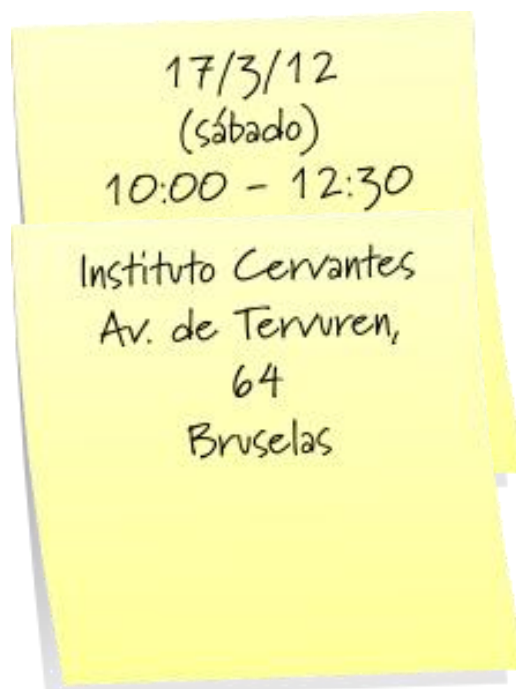 17/3/12
(sábado)
10:00 - 12:30
Instituto Cervantes
Av. de Tervuren,
64
Bruselas